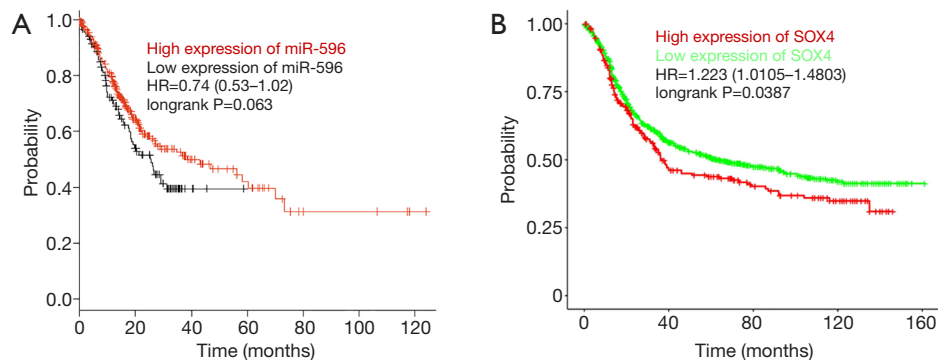 A
1.0
0.8
0.6
0.4
0.2
0.0
Probability
High expression of miR-596
Low expression of miR-596
HR=0.74 (0.53–1.02)
longrank P=0.063
0 20 40 60 80 100 120
Time (months)
B
1.00
0.75
0.50
0.25
0
Probability
High expression of SOX4
Low expression of SOX4
HR=1.223 (1.0105–1.4803)
longrank P=0.0387
0 40 80 120 160
Time (months)